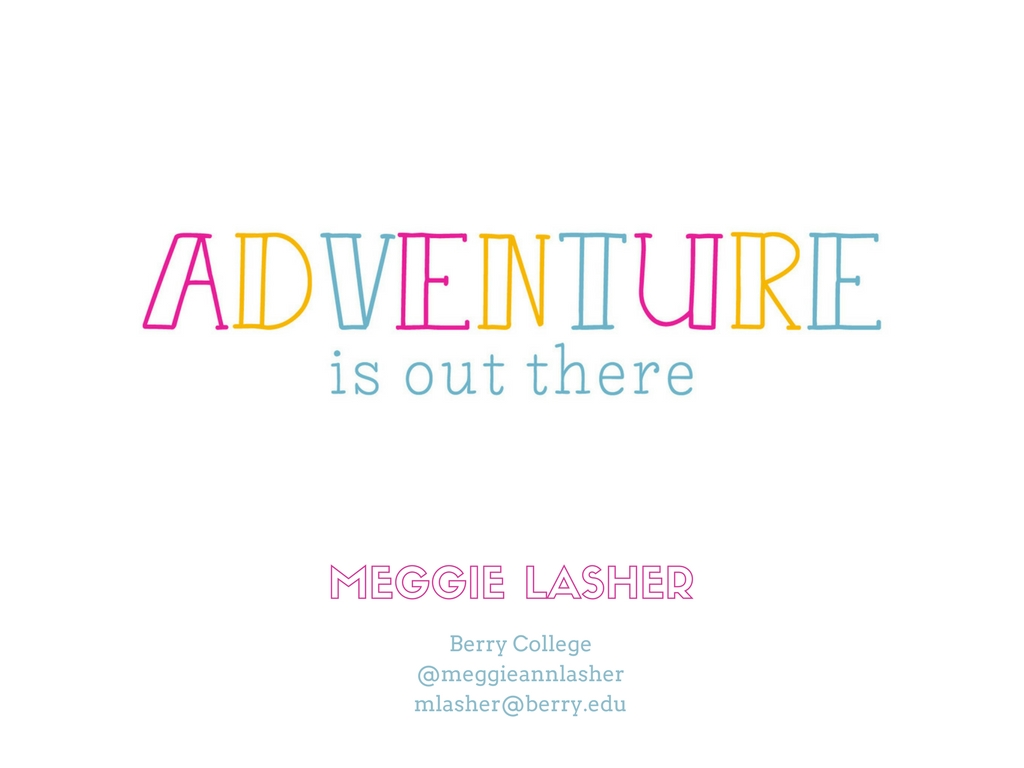 ADVENTURE
is out there
MEGGIE LASHER
Berry College
@meggieannlasher
mlasher@berry.edu